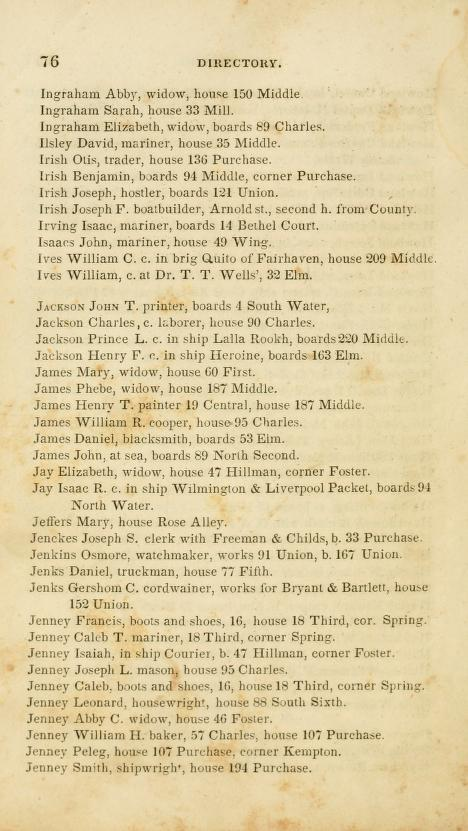 76 DIRECTORY.
Ingraham Abby, widow, house 150 Middle
Ingraham Sarah, house 33 Mill.
Ingraham Elizabeth, widow, boards 89 Charles.
Ilsley David, mariner, house 35 Middle.
Irish Otis, trader, house 136 Purchase.
Irish Benjamin, boards 94 Middle, corner Purchase.
Irish Joseph, hostler, boards 121 Union.
Irish Joseph F. boatbuilder, Arnold st., second h. from County.
Irving Isaac, mariner, boards 14 Bethel Court.
Isaacs John, mariner, house 49 Wing.
Ives William C. c. in brig Quito of Fairhaven, house 209 Middle.
Ives William, c. at Dr. T. T. Wells', 32 Elm.
JACKSON JOHN T. printer, boards 4 South Water,
Jackson Charles, c. laborer, house 90 Charles.
Jackson Prince L. c. in ship Lalla Rookh, boards 220 Middle.
Jackson Henry F. c. in ship Heroine, boards 163 Elm.
James Mary, widow, house 60 First.
James Phebe, widow, house 187 Middle.
James Henry T. painter 19 Central, house 187 Middle.
James William R. cooper, house 95 Charles.
James Daniel, blacksmith, boards 53 Elm.
James John, at sea, boards 89 North Second.
Jay Elizabeth, widow, house 47 Hillman, corner Foster.
Jay Isaac R. c. in ship Wilmington & Liverpool Packet, boards 94
North Water.
Jeffers Mary, house Rose Alley.
Jenckes Joseph S. clerk with Freeman & Childs, b. 33 Purchase.
Jenkins Osmore, watchmaker, works 91 Union, b. 167 Union.
Jenks Daniel, truckman, house 77 Fifth.
Jenks Gershom C. cordwainer, works for Bryant & Bartlett, house
152 Union.
Jenney Francis, boots and shoes, 16, house 18 Third, cor. Spring.
Jenney Caleb T. mariner, 18 Third, corner Spring.
Jenney Isaiah, in ship Courier, b. 47 Hillman, corner Foster.
Jenney Joseph L. mason, house 95 Charles.
Jenney Caleb, boots and shoes, 16, house 18 Third, corner Spring.
Jenney Leonard, housewright, house 88 South Sixth.
Jenney Abby C. widow, house 46 Foster.
Jenney William H. baker, 57 Charles, house 107 Purchase.
Jenney Peleg, house 107 Purchase, corner Kempton.
Jenney Smith, shipwright, house 194 Purchase.